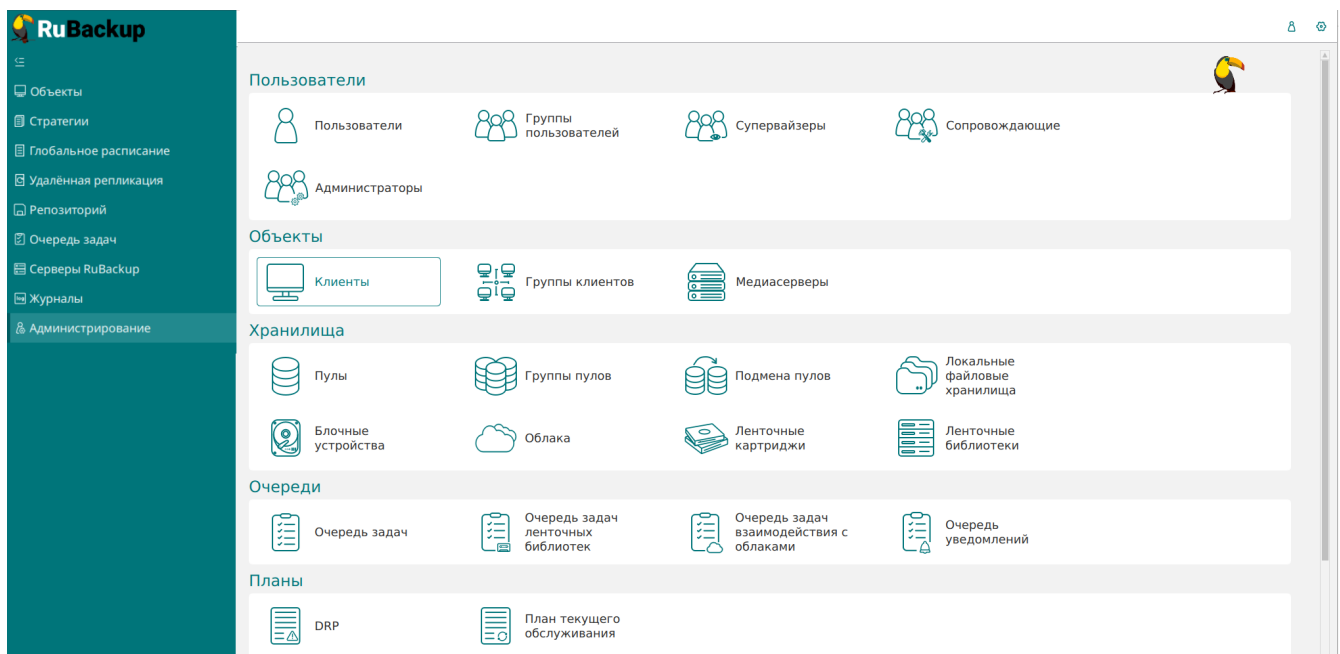 RuBackup
Объекты
Стратегии
Глобальное расписание
Удалённая репликация
Репозиторий
Очередь задач
Серверы RuBackup
Журналы
Администрирование
Пользователи
Пользователи
Группы
пользователей
Супервайзеры
Сопровождающие
Администраторы
Объекты
Клиенты
Группы клиентов
Медиасерверы
Хранилища
Пулы
Группы пулов
Подмена пулов
Локальные
файловые
хранилища
Блочные
устройства
Облака
Ленточные
картриджи
Ленточные
библиотеки
Очереди
Очередь задач
Очередь задач
ленточных
библиотек
Очередь задач
взаимодействия с
облаками
Очередь
уведомлений
Планы
DRP
План текущего
обслуживания